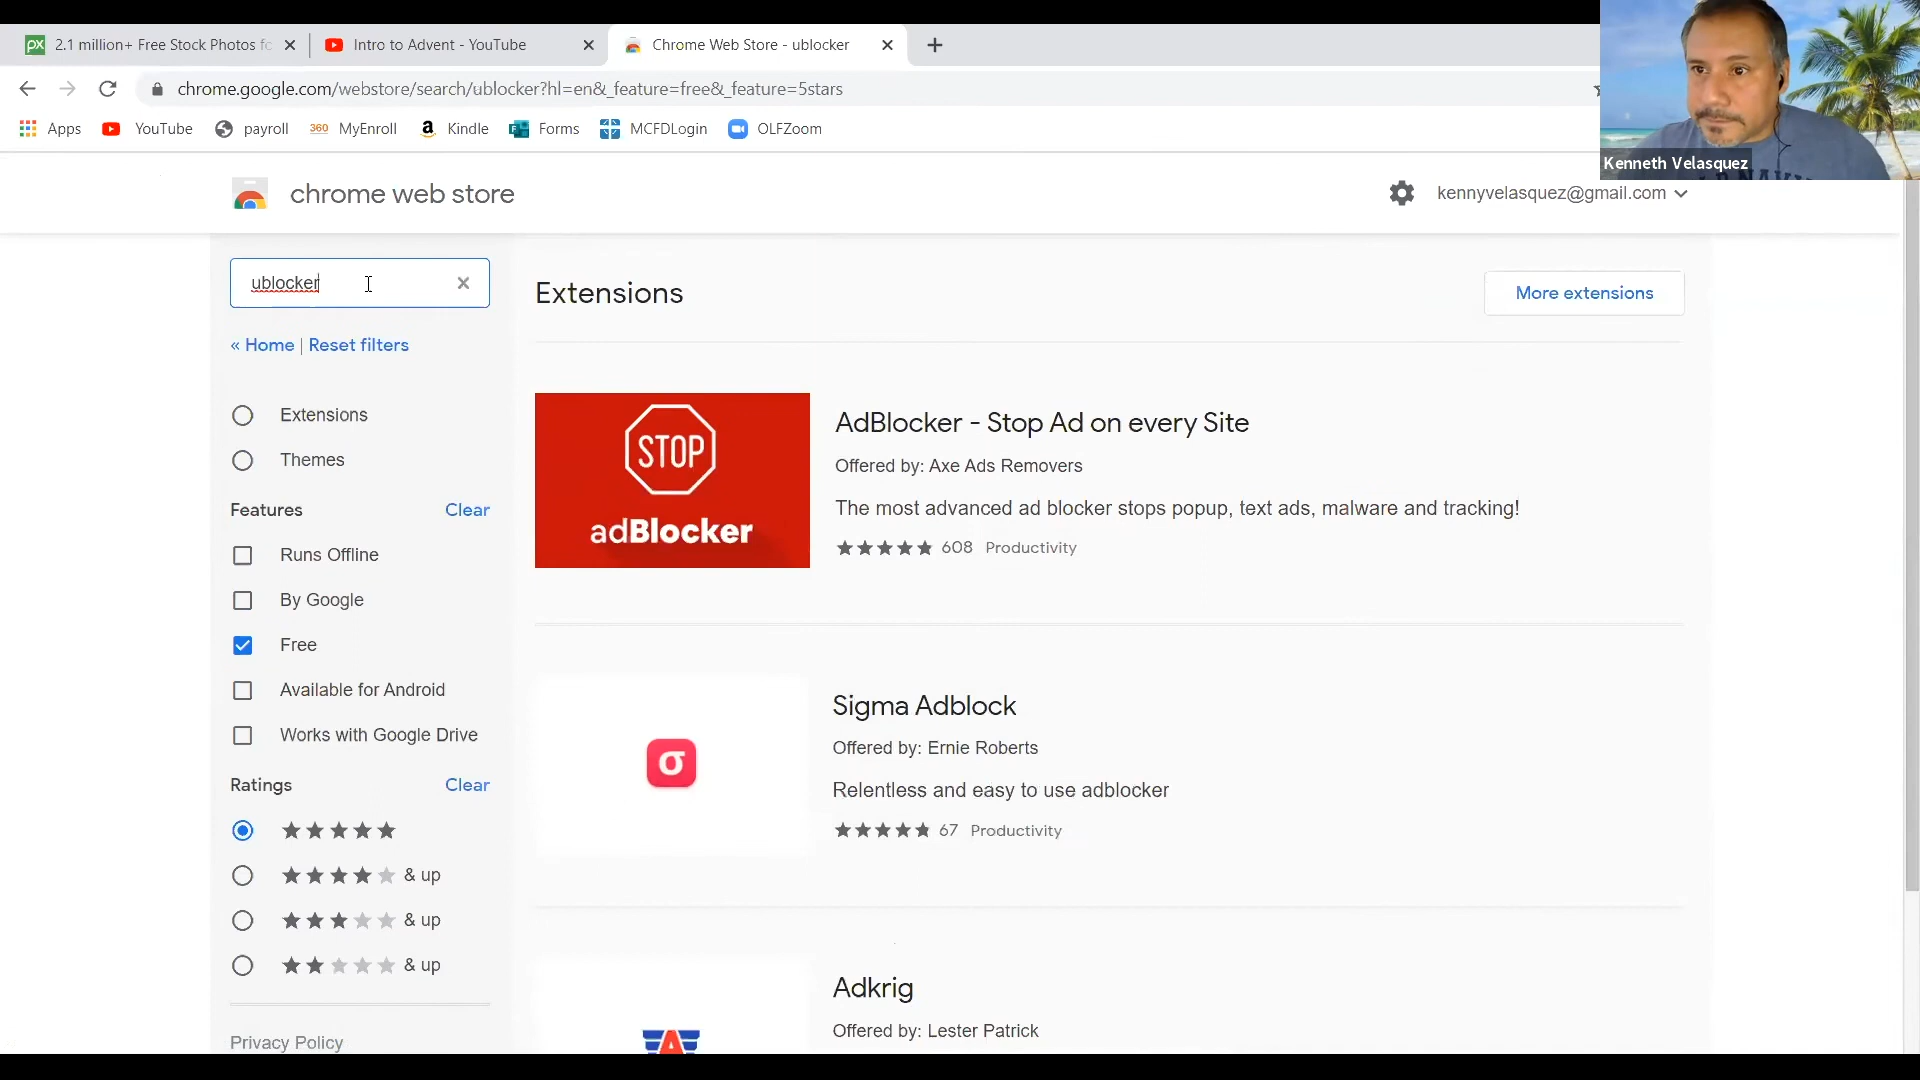 2.1 million+ Free Stock Photos fo
Intro to Advent - YouTube
Chrome Web Store - ublocker
chrome.google.com/webstore/search/ublocker?hl=en&_feature=free&_feature=5stars
Apps
YouTube
payroll
360 MyEnroll
Kindle
Forms
MCFDLogin
OLFZoom
Kenneth Velasquez
chrome web store
kennyvelasquez@gmail.com
ublocker
« Home | Reset filters
Extensions
Themes
Features Clear
Runs Offline
By Google
Free
Available for Android
Works with Google Drive
Ratings Clear
& up
& up
& up
Privacy Policy
Extensions
More extensions
STOP
adBlocker
AdBlocker - Stop Ad on every Site
Offered by: Axe Ads Removers
The most advanced ad blocker stops popup, text ads, malware and tracking!
608 Productivity
σ
Sigma Adblock
Offered by: Ernie Roberts
Relentless and easy to use adblocker
67 Productivity
A
Adkrig
Offered by: Lester Patrick